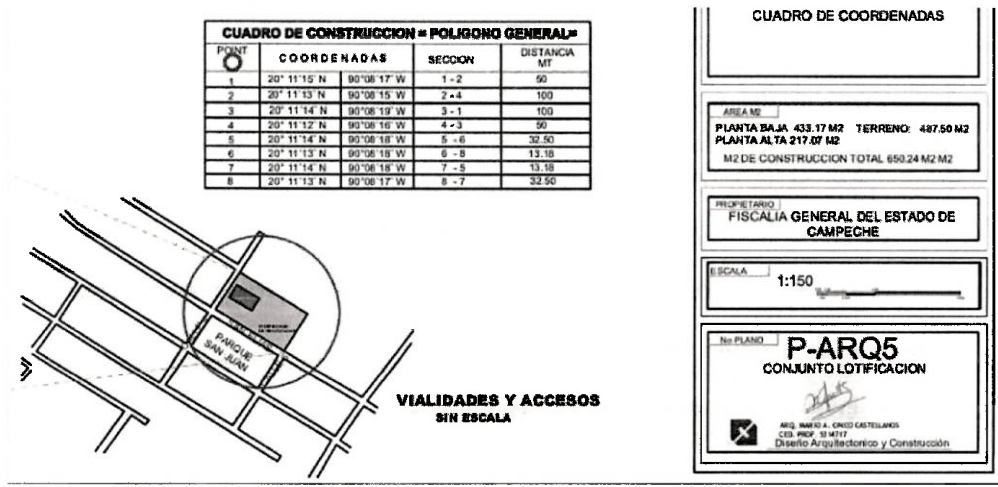 CUADRO DE CONSTRUCCION = POLIGONO GENERAL=
POINT COORDENADAS SECCION DISTANCIA MT
1 20° 11'15" N 90°08'17" W 1 - 2 50
2 20° 11'13" N 90°08'15" W 2 - 4 100
3 20° 11'14" N 90°08'19" W 3 - 1 100
4 20° 11'12" N 90°08'16" W 4 - 3 50
5 20° 11'14" N 90°08'18" W 5 - 6 32.50
6 20° 11'13" N 90°08'18" W 6 - 8 13.18
7 20° 11'14" N 90°08'18" W 7 - 5 13.18
8 20° 11'13" N 90°08'17" W 8 - 7 32.50
PARQUE
SAN JUAN
VIALIDADES Y ACCESOS
SIN ESCALA
CUADRO DE COORDENADAS
AREA M2
PLANTA BAJA 433.17 M2 TERRENO: 487.50 M2
PLANTA ALTA 217.07 M2
M2 DE CONSTRUCCION TOTAL 650.24 M2 M2
PROPIETARIO
FISCALIA GENERAL DEL ESTADO DE
CAMPECHE
ESCALA
1:150
No PLANO
P-ARQ5
CONJUNTO LOTIFICACION
ARQ. MARIO A. CASTELLANOS
CED. PROF. 5114717
Diseño Arquitectonico y Construcción